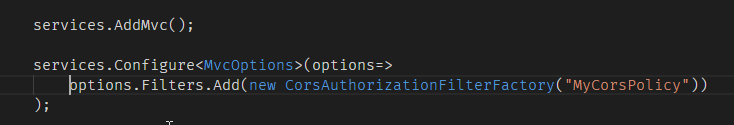 services.AddMvc();
services.Configure<MvcOptions>(options=>
options.Filters.Add(new CorsAuthorizationFilterFactory("MyCorsPolicy"))
);